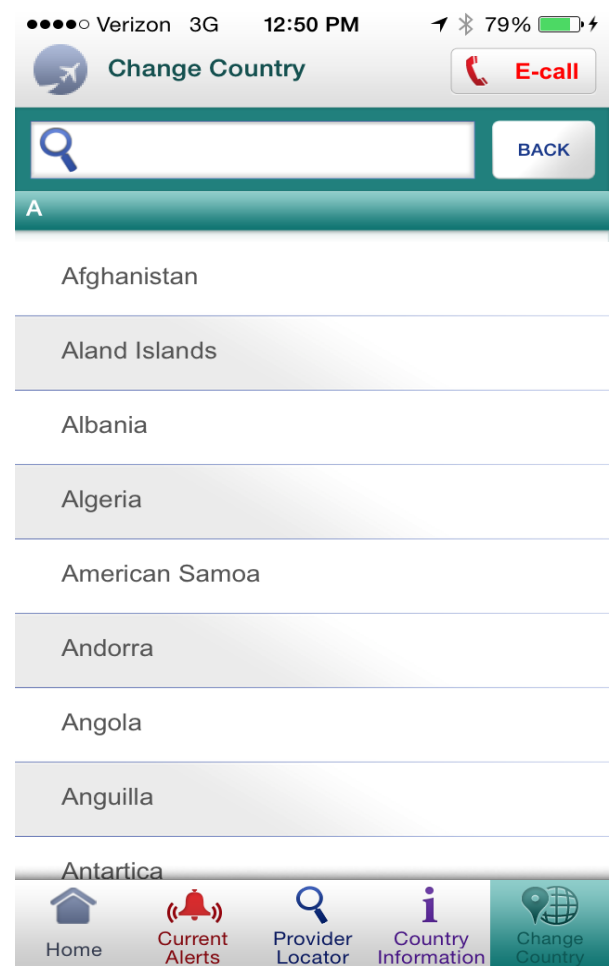 Verizon 3G 12:50 PM 79%
Change Country E-call
BACK
A
Afghanistan
Aland Islands
Albania
Algeria
American Samoa
Andorra
Angola
Anguilla
Antartica
Home
Current
Alerts
Provider
Locator
Country
Information
Change
Country